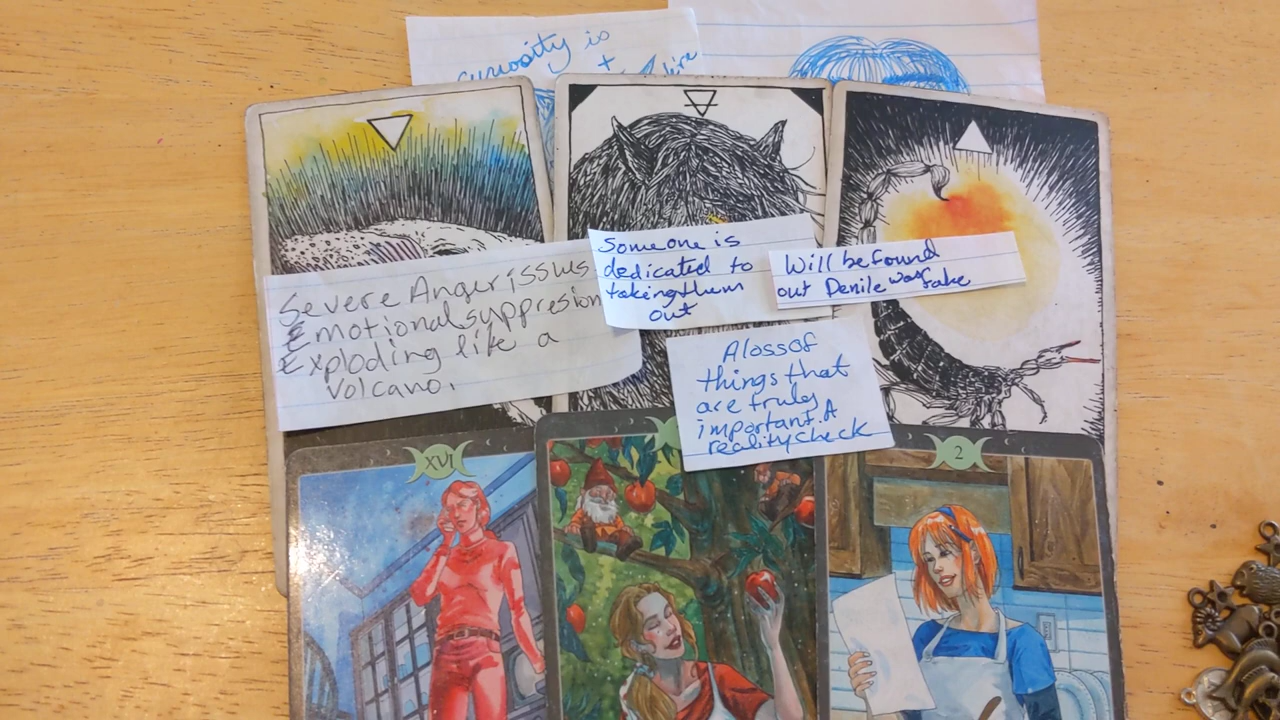 curiosity is
+
Severe Anger issues
Emotional suppresion
Exploding like a
Volcano.
Someone is
dedicated to
taking them
out
Will be found
out Denile was fake
A loss of
things that
are truly
important. A
reality check
XVI
2